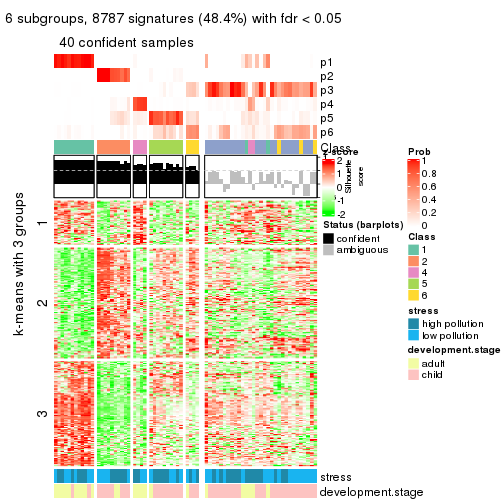 6 subgroups, 8787 signatures (48.4%) with fdr < 0.05
40 confident samples
p1
p2
p3
p4
p5
p6
Class
z-score
2
1
0
-1
-2
Silhouette
score
Prob
1
0.8
0.6
0.4
0.2
0
Status (barplots)
confident
ambiguous
Class
1
2
4
5
6
stress
high pollution
low pollution
development.stage
adult
child
k-means with 3 groups
1
2
3
stress
development.stage